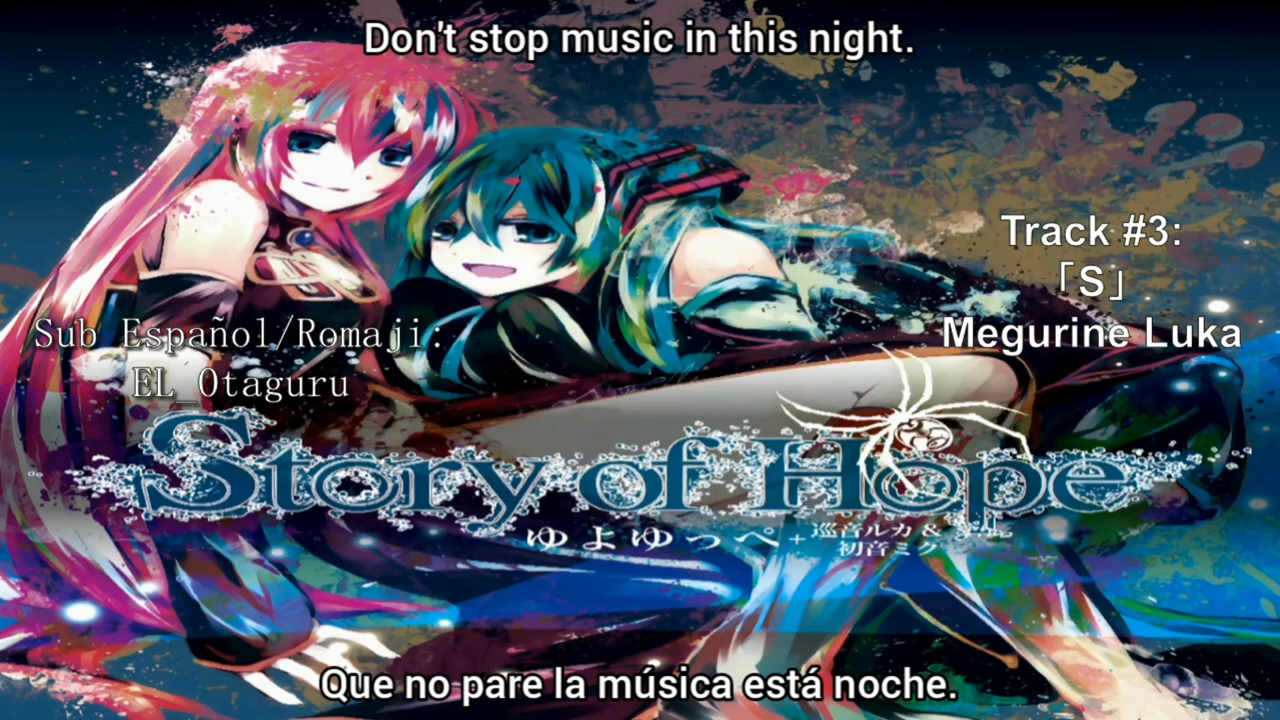 Don't stop music in this night.
Track #3:
「S」
Megurine Luka
Sub Español/Romaji:
EL_Otaguru
Story of Hope
ゆよゆっぺ+巡音ルカ &
初音ミク
Que no pare la música está noche.